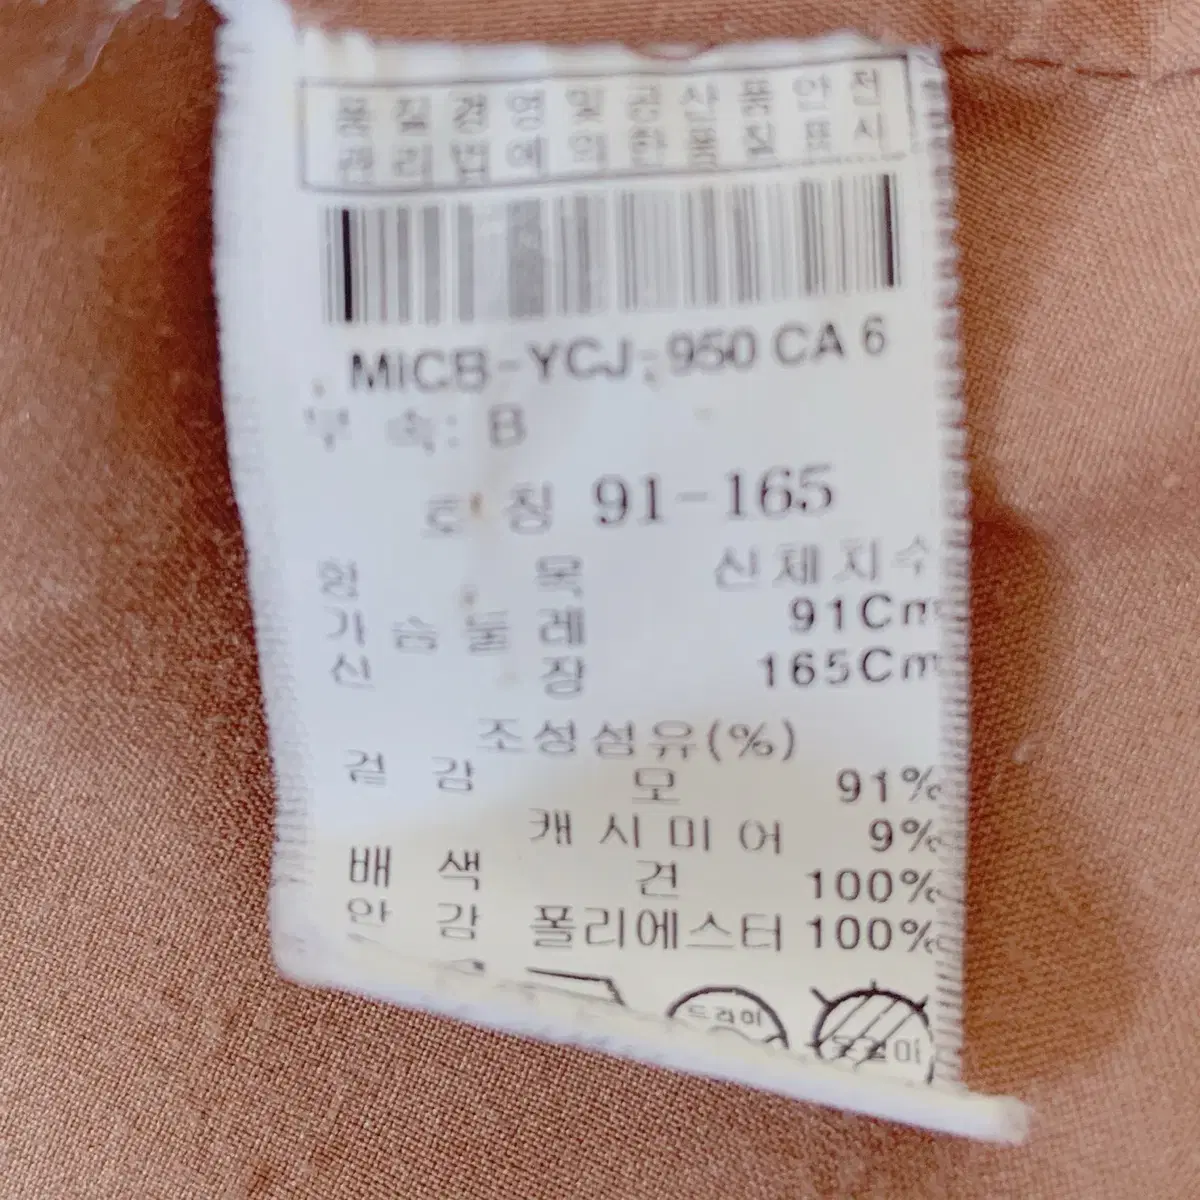 품질경영및공산품안전
관리법에의한품질표시
MICB-YCJ-950 CA 6
부 속: B
호 칭 91-165
항 목 신체치수
가 슴 둘 레 91Cm
신 장 165Cm
조성섬유(%)
겉 감 모 91%
캐시미어 9%
배 색 견 100%
안 감 폴리에스터 100%
드라이